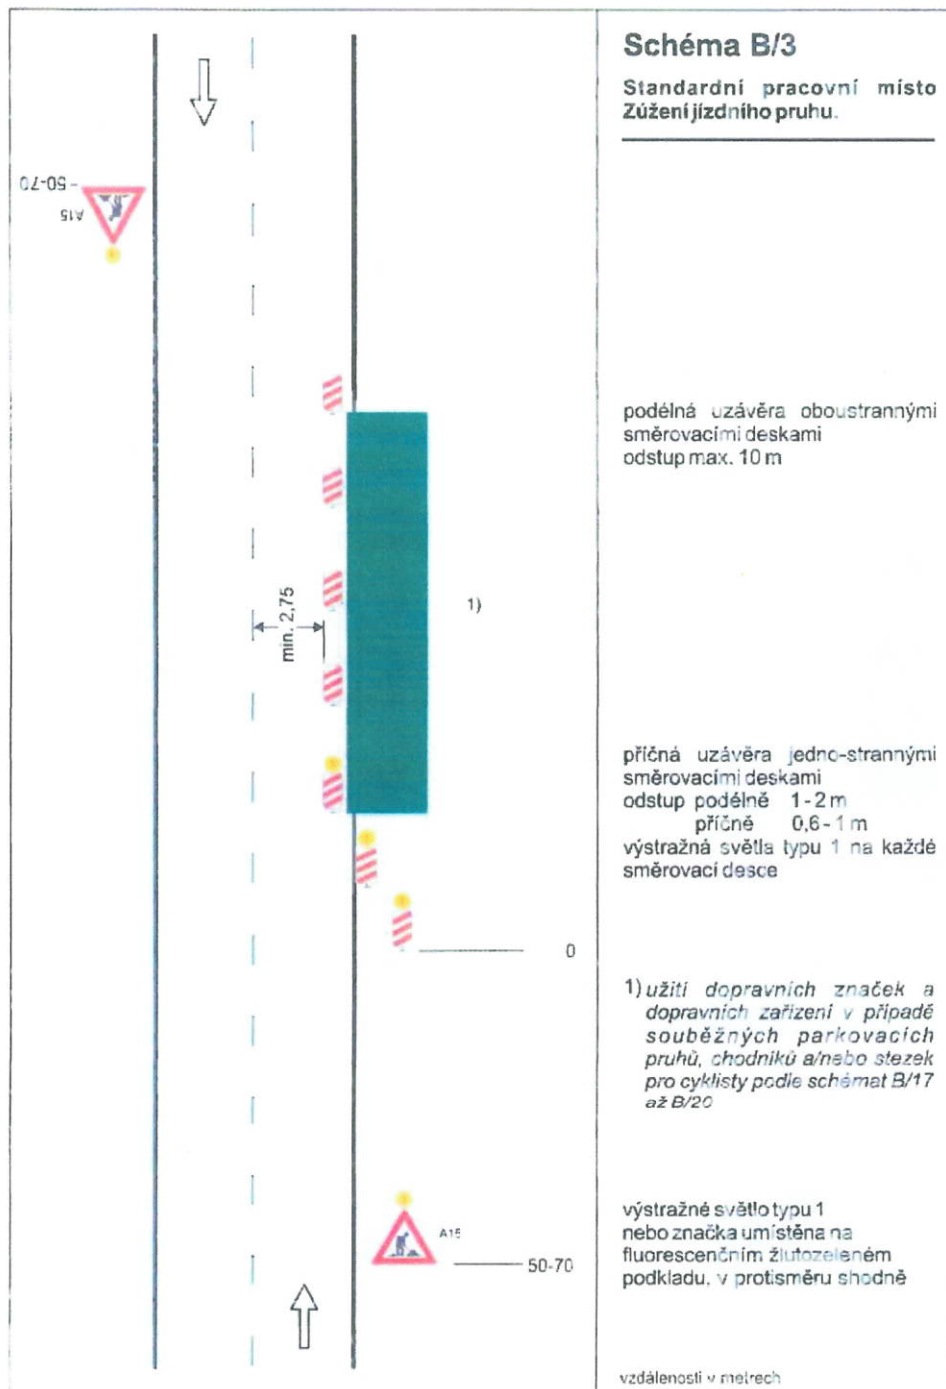 Schéma B/3
Standardní pracovní místo
Zúžení jízdního pruhu.
50-70
A15
podélná uzávěra oboustrannými
směrovacími deskami
odstup max. 10 m
min. 2,75
1)
příčná uzávěra jedno-strannými
směrovacími deskami
odstup podélně 1-2 m
příčně 0,6-1 m
výstražná světla typu 1 na každé
směrovací desce
0
1) užití dopravních značek a
dopravních zařízení v případě
souběžných parkovacích
pruhů, chodníků a/nebo stezek
pro cyklisty podle schémat B/17
až B/20
A15
50-70
výstražné světlo typu 1
nebo značka umístěna na
fluorescenčním žlutozeleném
podkladu. v protisměru shodně
vzdálenosti v metrech